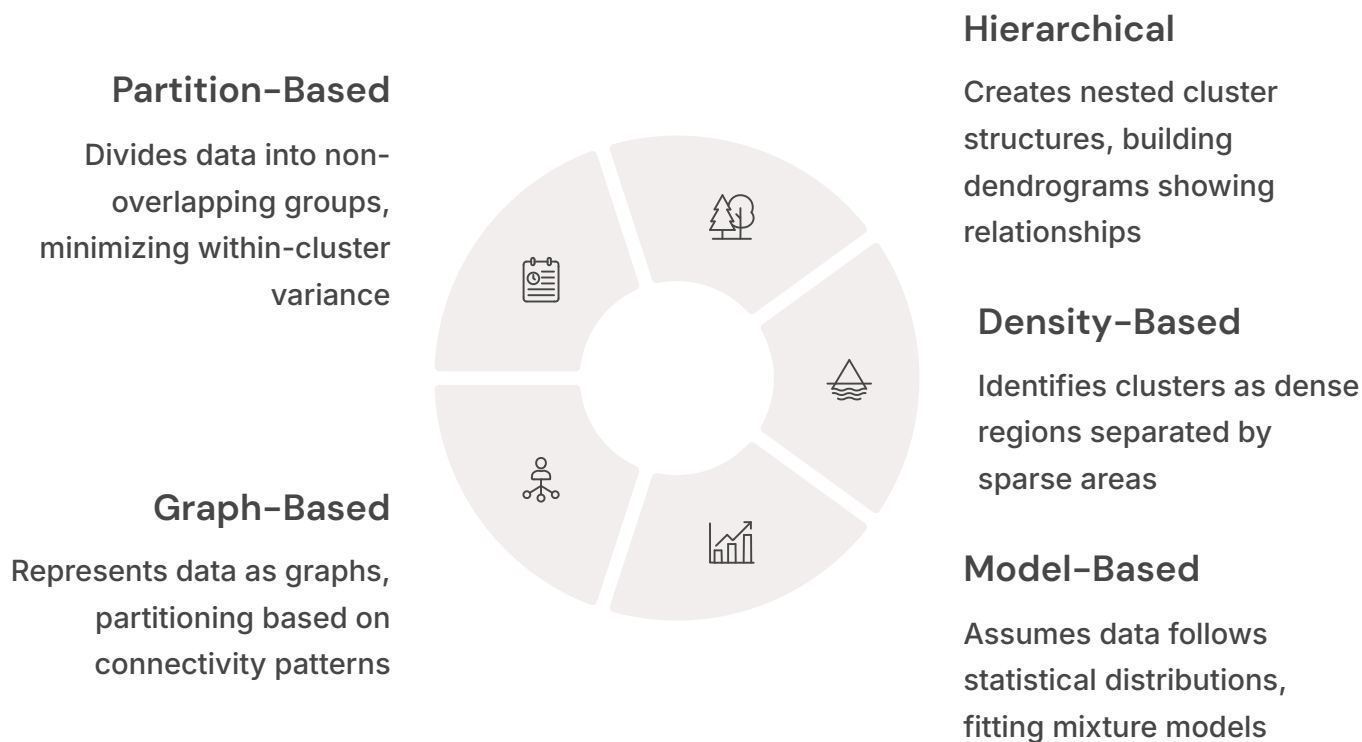 Hierarchical
Creates nested cluster
structures, building
dendrograms showing
relationships
Partition-Based
Divides data into non-
overlapping groups,
minimizing within-cluster
variance
Density-Based
Identifies clusters as dense
regions separated by
sparse areas
Graph-Based
Represents data as graphs,
partitioning based on
connectivity patterns
Model-Based
Assumes data follows
statistical distributions,
fitting mixture models